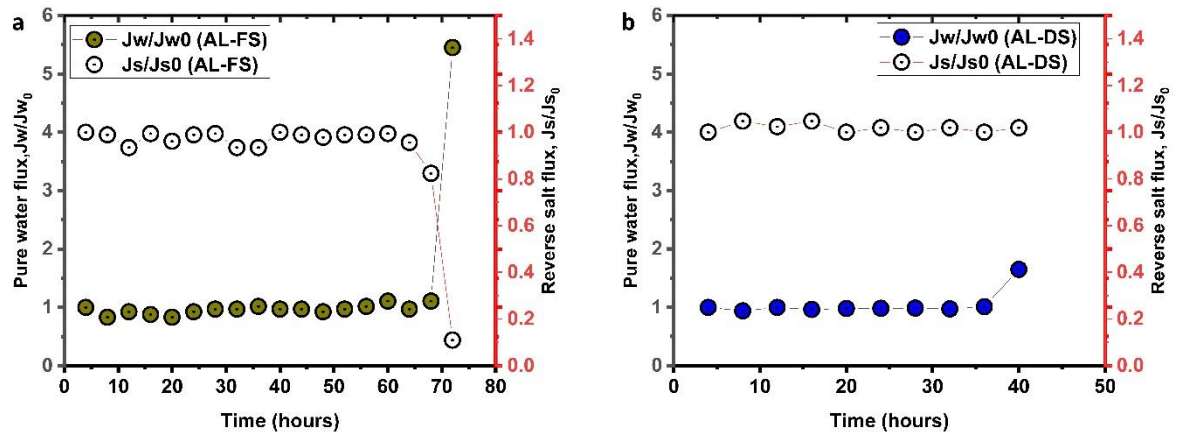 a
Jw/Jw0 (AL-FS)
Js/Js0 (AL-FS)
Pure water flux,Jw/Jw₀
6
5
4
3
2
1
0
0 10 20 30 40 50 60 70 80
Time (hours)
1.4
1.2
1.0
0.8
0.6
0.4
0.2
0.0
Reverse salt flux, Js/Js₀
b
Jw/Jw0 (AL-DS)
Js/Js0 (AL-DS)
Pure water flux,Jw/Jw₀
6
5
4
3
2
1
0
0 10 20 30 40 50
Time (hours)
1.4
1.2
1.0
0.8
0.6
0.4
0.2
0.0
Reverse salt flux, Js/Js₀